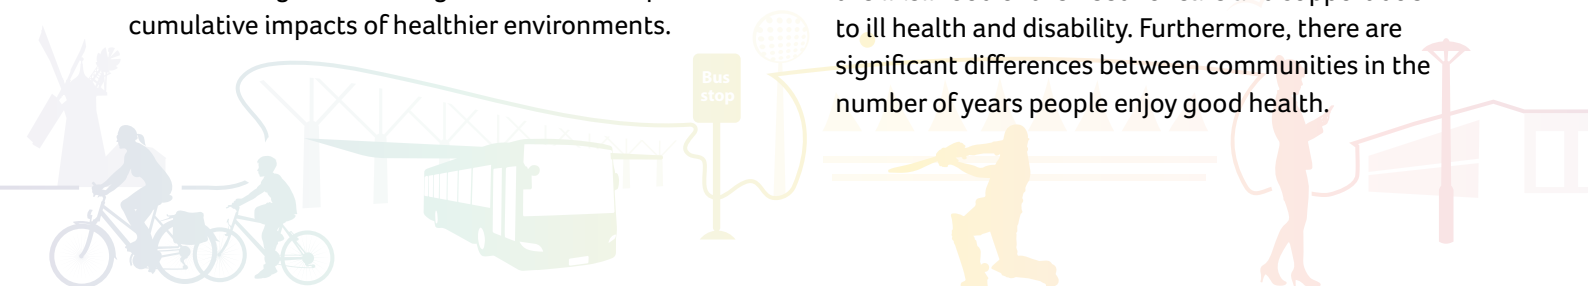 cumulative impacts of healthier environments.
to ill health and disability. Furthermore, there are
significant differences between communities in the
number of years people enjoy good health.
Bus
stop